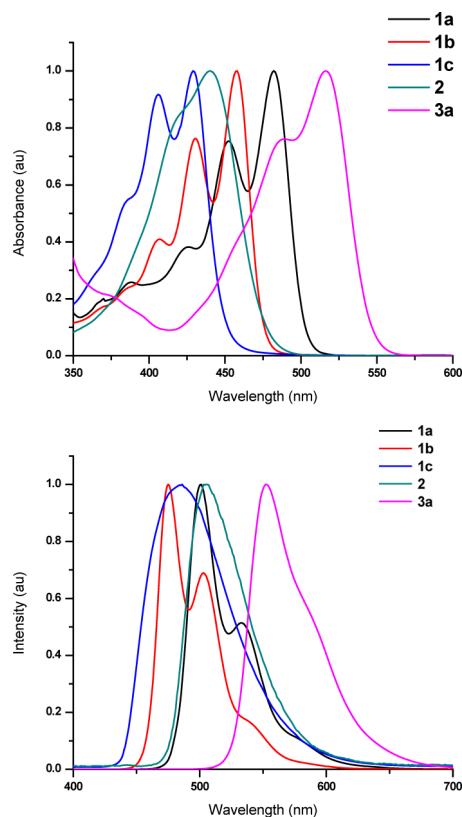 1a
1b
1c
2
3a
Absorbance (au)
1.0
0.8
0.6
0.4
0.2
0.0
350 400 450 500 550 600
Wavelength (nm)
1a
1b
1c
2
3a
Intensity (au)
1.0
0.8
0.6
0.4
0.2
0.0
400 500 600 700
Wavelength (nm)